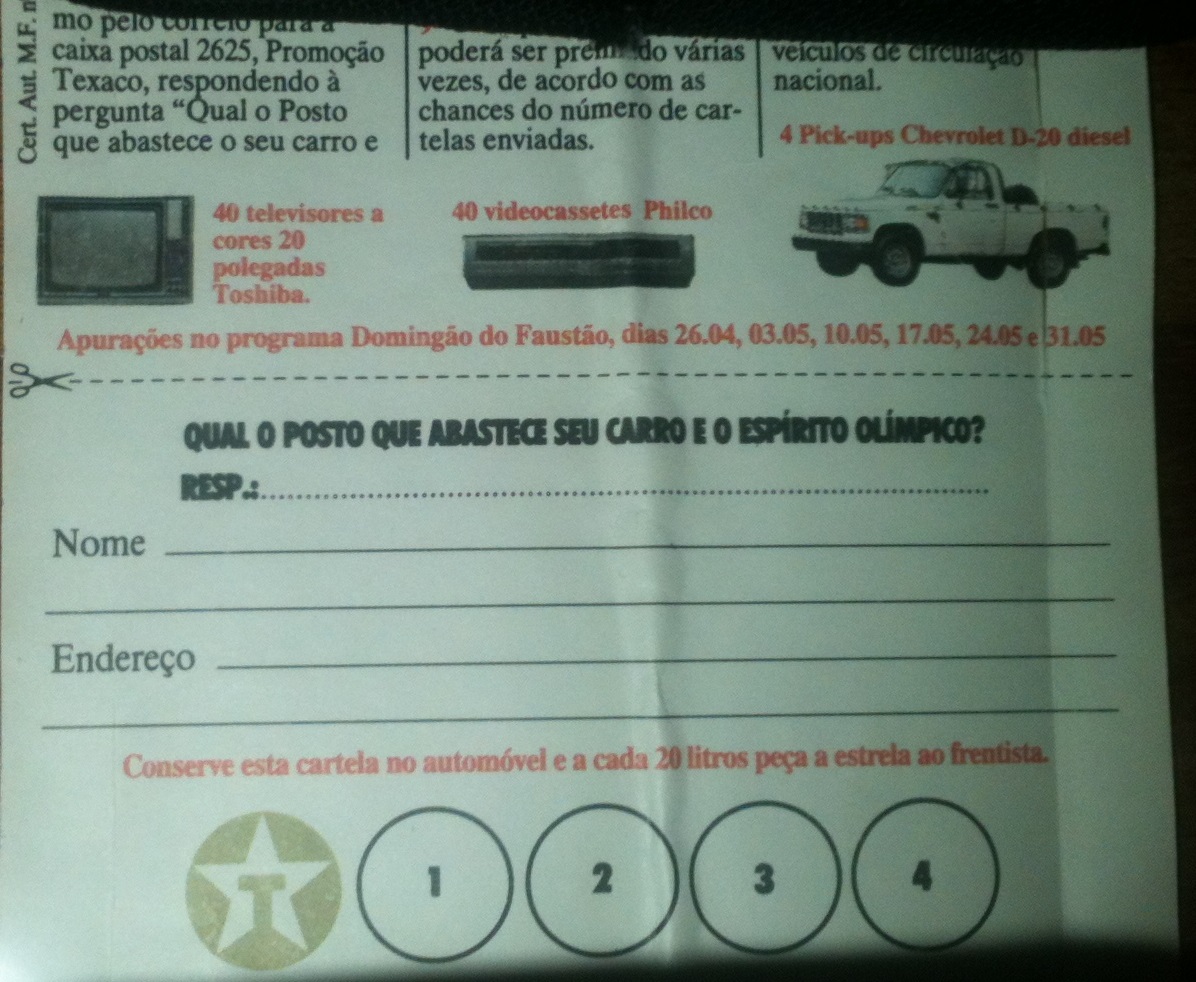 Cert. Aut. M.F. n
mo pelo correio para a
caixa postal 2625, Promoção
Texaco, respondendo à
pergunta “Qual o Posto
que abastece o seu carro e
poderá ser do várias
vezes, de acordo com as
chances do número de car-
telas enviadas.
veículos de circulação
nacional.
4 Pick-ups Chevrolet D-20 diesel
40 televisores a
cores 20
polegadas
Toshiba.
40 videocassetes Philco
Apurações no programa Domingão do Faustão, dias 26.04, 03.05, 10.05, 17.05, 24.05 e 31.05
QUAL O POSTO QUE ABASTECE SEU CARRO E O ESPÍRITO OLÍMPICO?
RESP.:
Nome
Endereço
Conserve esta cartela no automóvel e a cada 20 litros peça a estrela ao frentista.
T
1
2
3
4